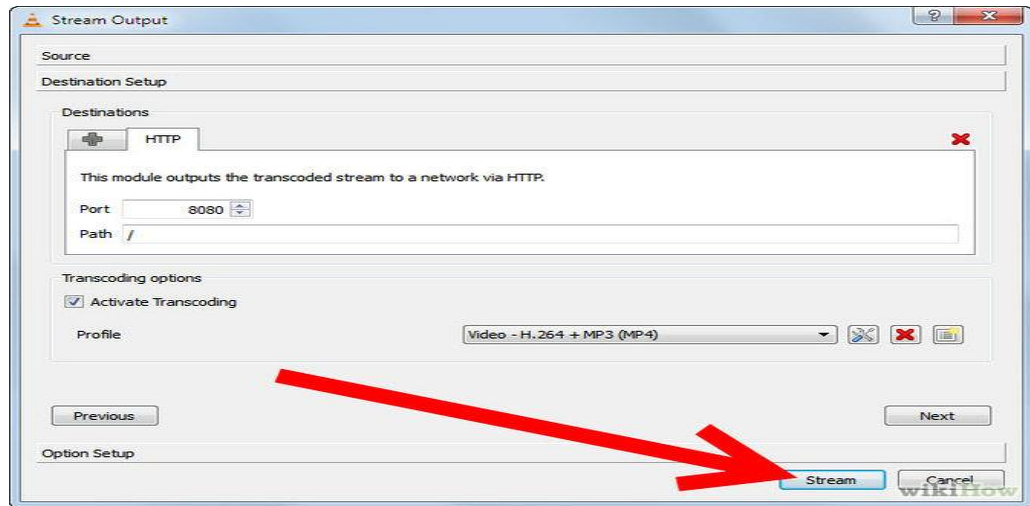 Stream Output
Source
Destination Setup
Destinations
HTTP
This module outputs the transcoded stream to a network via HTTP.
Port 8080
Path /
Transcoding options
Activate Transcoding
Profile Video - H.264 + MP3 (MP4)
Previous Next
Option Setup
Stream Cancel
wikiHow